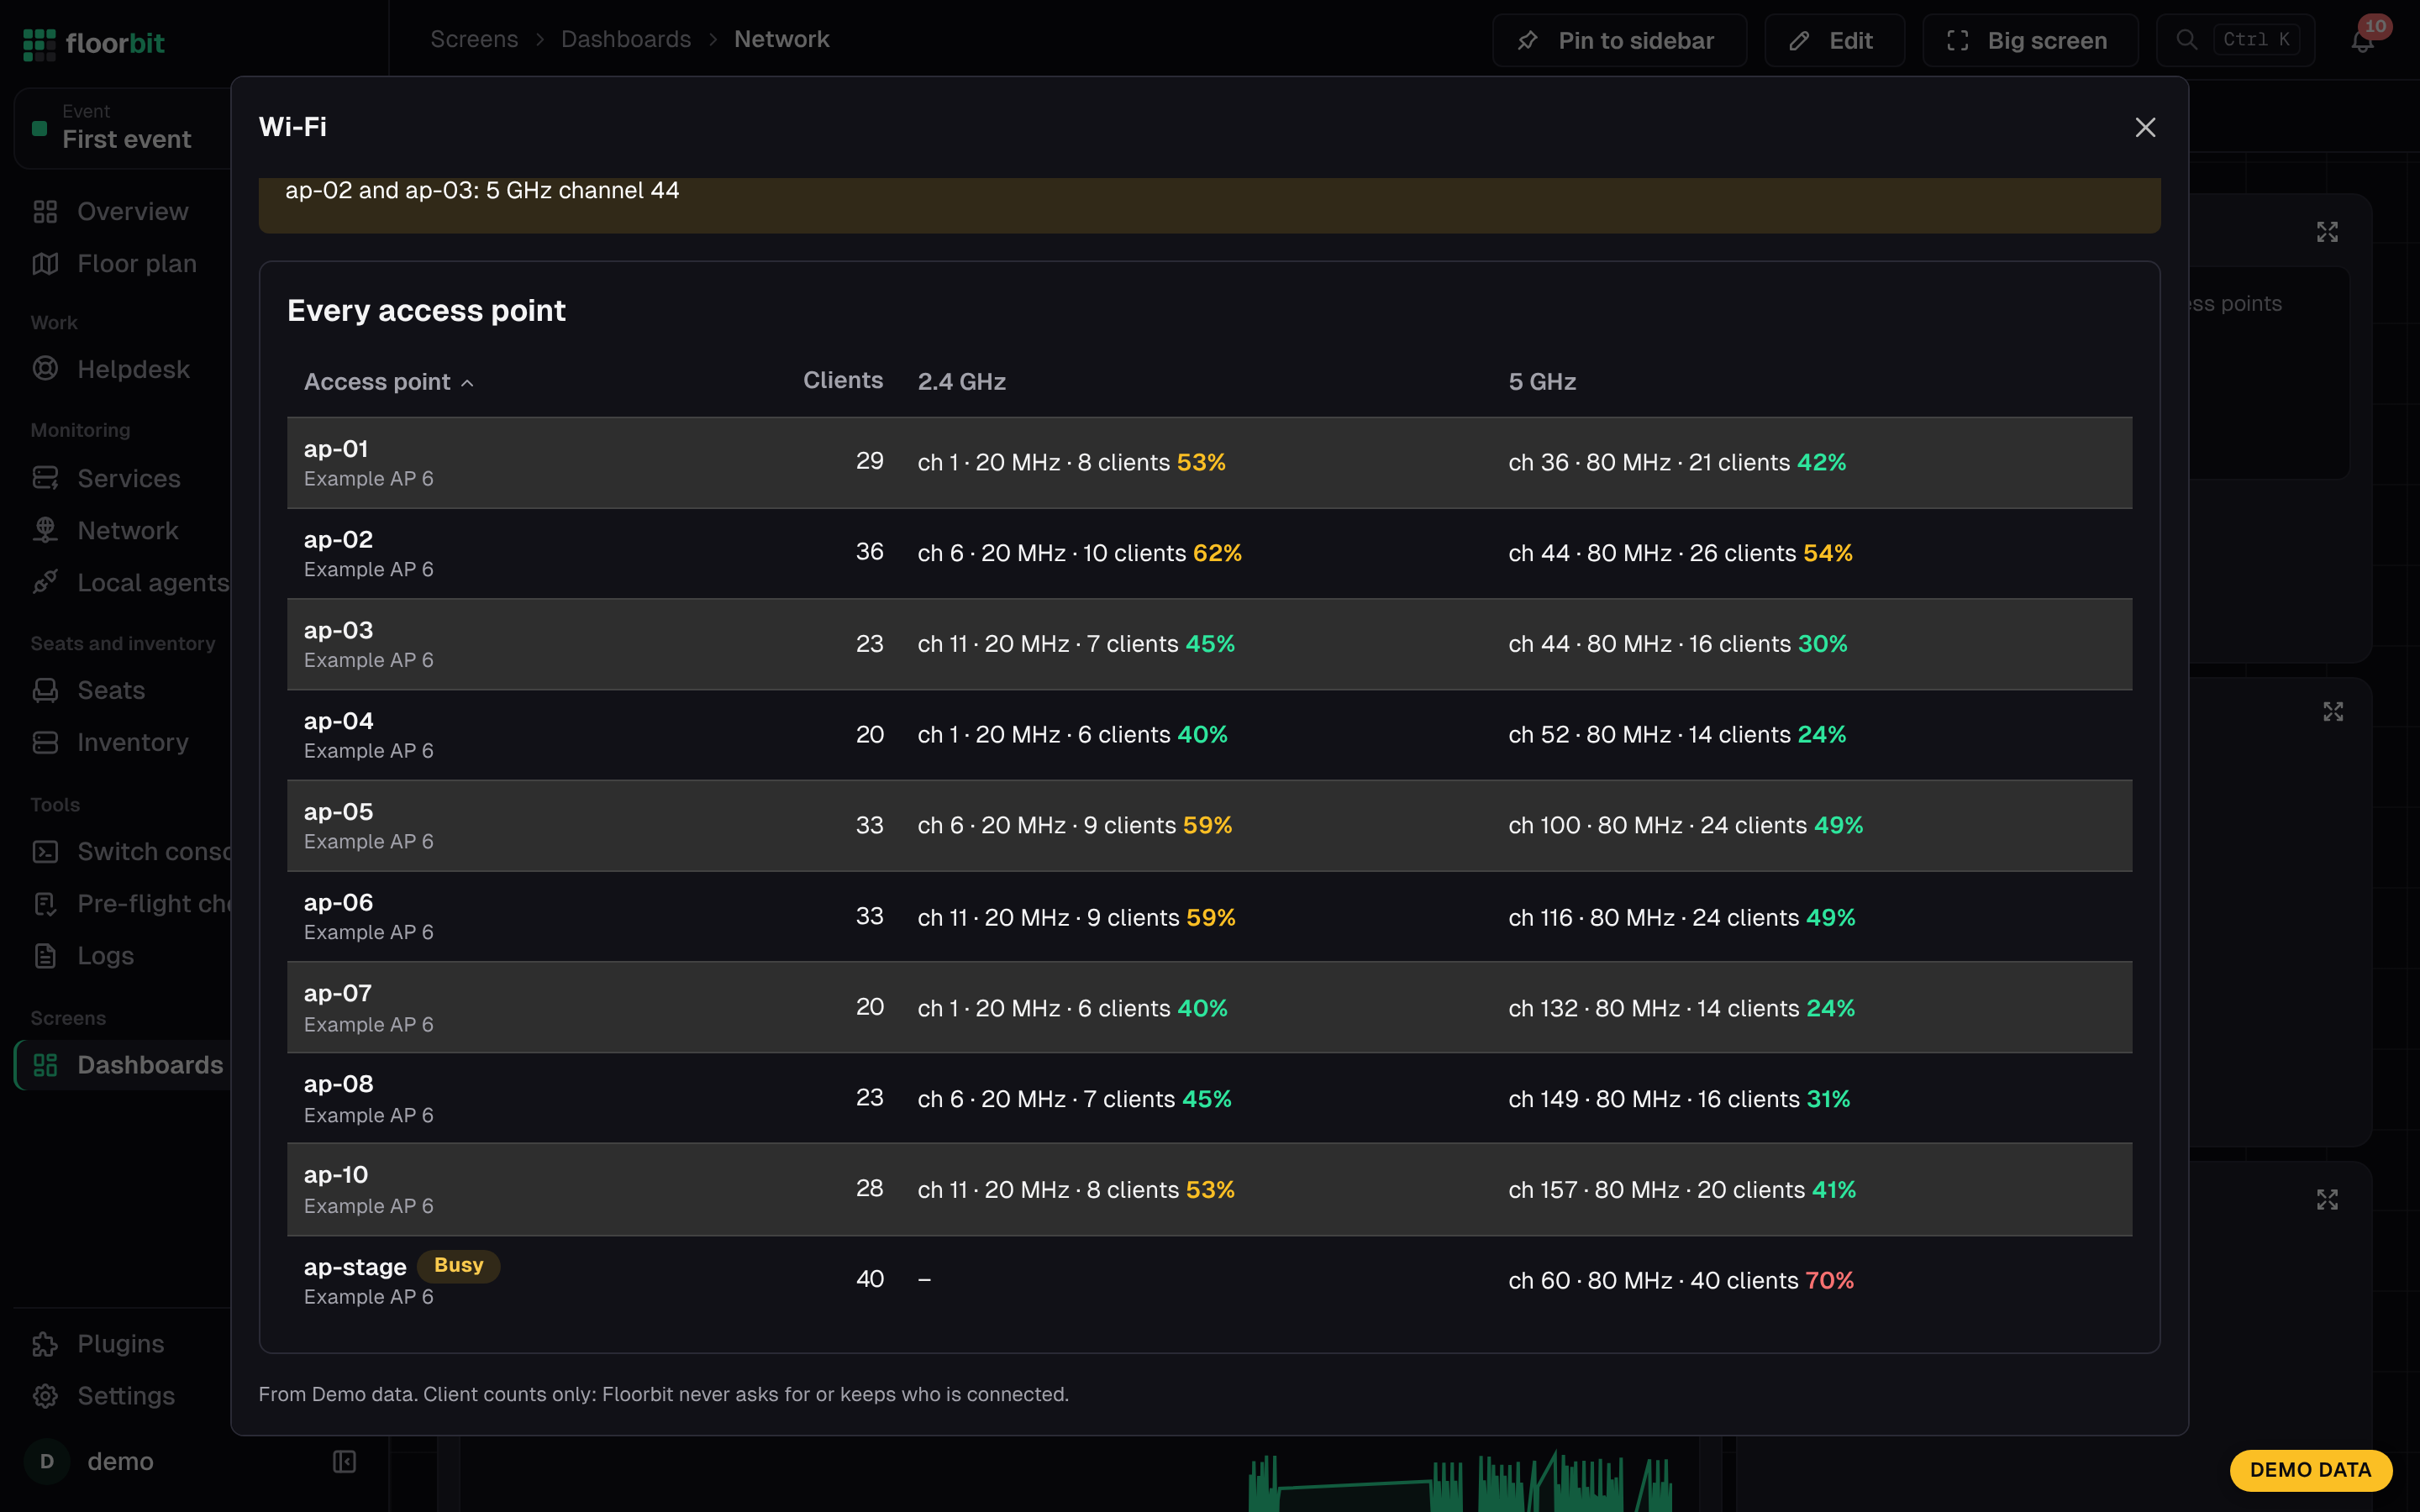 floorbit
Screens > Dashboards > Network
Pin to sidebar
Edit
Big screen
Ctrl K
10
Event
First event
Overview
Floor plan
Work
Helpdesk
Monitoring
Services
Network
Local agents
Seats and inventory
Seats
Inventory
Tools
Switch conso
Pre-flight che
Logs
Screens
Dashboards
Plugins
Settings
D demo
Wi-Fi
ap-02 and ap-03: 5 GHz channel 44
Every access point
Access point Clients 2.4 GHz 5 GHz
ap-01 29 ch 1 · 20 MHz · 8 clients 53% ch 36 · 80 MHz · 21 clients 42%
Example AP 6
ap-02 36 ch 6 · 20 MHz · 10 clients 62% ch 44 · 80 MHz · 26 clients 54%
Example AP 6
ap-03 23 ch 11 · 20 MHz · 7 clients 45% ch 44 · 80 MHz · 16 clients 30%
Example AP 6
ap-04 20 ch 1 · 20 MHz · 6 clients 40% ch 52 · 80 MHz · 14 clients 24%
Example AP 6
ap-05 33 ch 6 · 20 MHz · 9 clients 59% ch 100 · 80 MHz · 24 clients 49%
Example AP 6
ap-06 33 ch 11 · 20 MHz · 9 clients 59% ch 116 · 80 MHz · 24 clients 49%
Example AP 6
ap-07 20 ch 1 · 20 MHz · 6 clients 40% ch 132 · 80 MHz · 14 clients 24%
Example AP 6
ap-08 23 ch 6 · 20 MHz · 7 clients 45% ch 149 · 80 MHz · 16 clients 31%
Example AP 6
ap-10 28 ch 11 · 20 MHz · 8 clients 53% ch 157 · 80 MHz · 20 clients 41%
Example AP 6
ap-stage Busy 40 – ch 60 · 80 MHz · 40 clients 70%
Example AP 6
From Demo data. Client counts only: Floorbit never asks for or keeps who is connected.
ss points
DEMO DATA